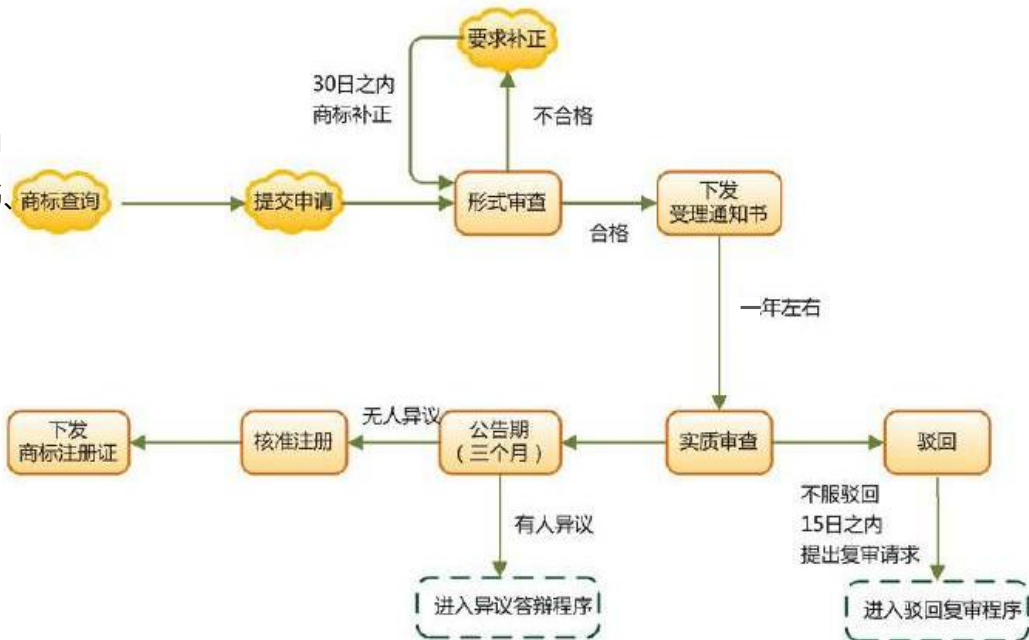 要求补正
30日之内
商标补正
不合格
、
商标查询
提交申请
形式审查
合格
下发
受理通知书
一年左右
下发
商标注册证
核准注册
无人异议
公告期
（三个月）
实质审查
驳回
有人异议
不服驳回
15日之内
提出复审请求
进入异议答辩程序
进入驳回复审程序